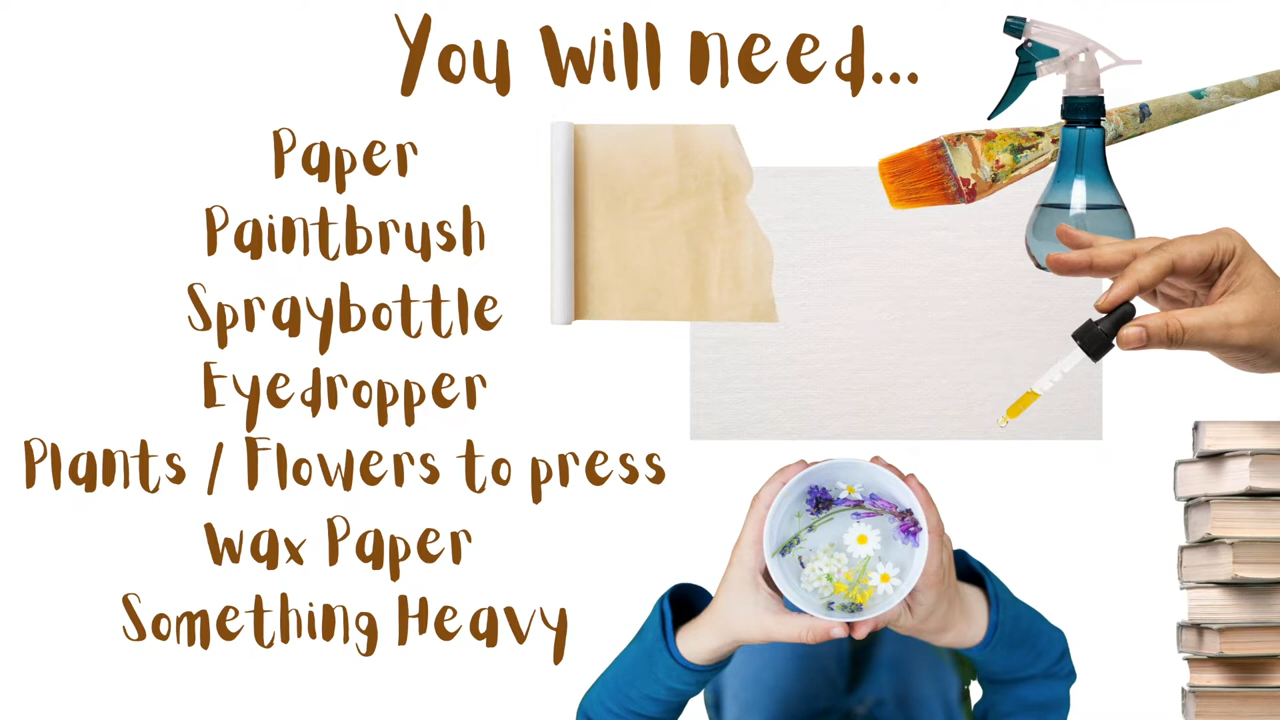 You will need...
Paper
Paintbrush
Spraybottle
Eyedropper
Plants / Flowers to press
Wax Paper
Something Heavy